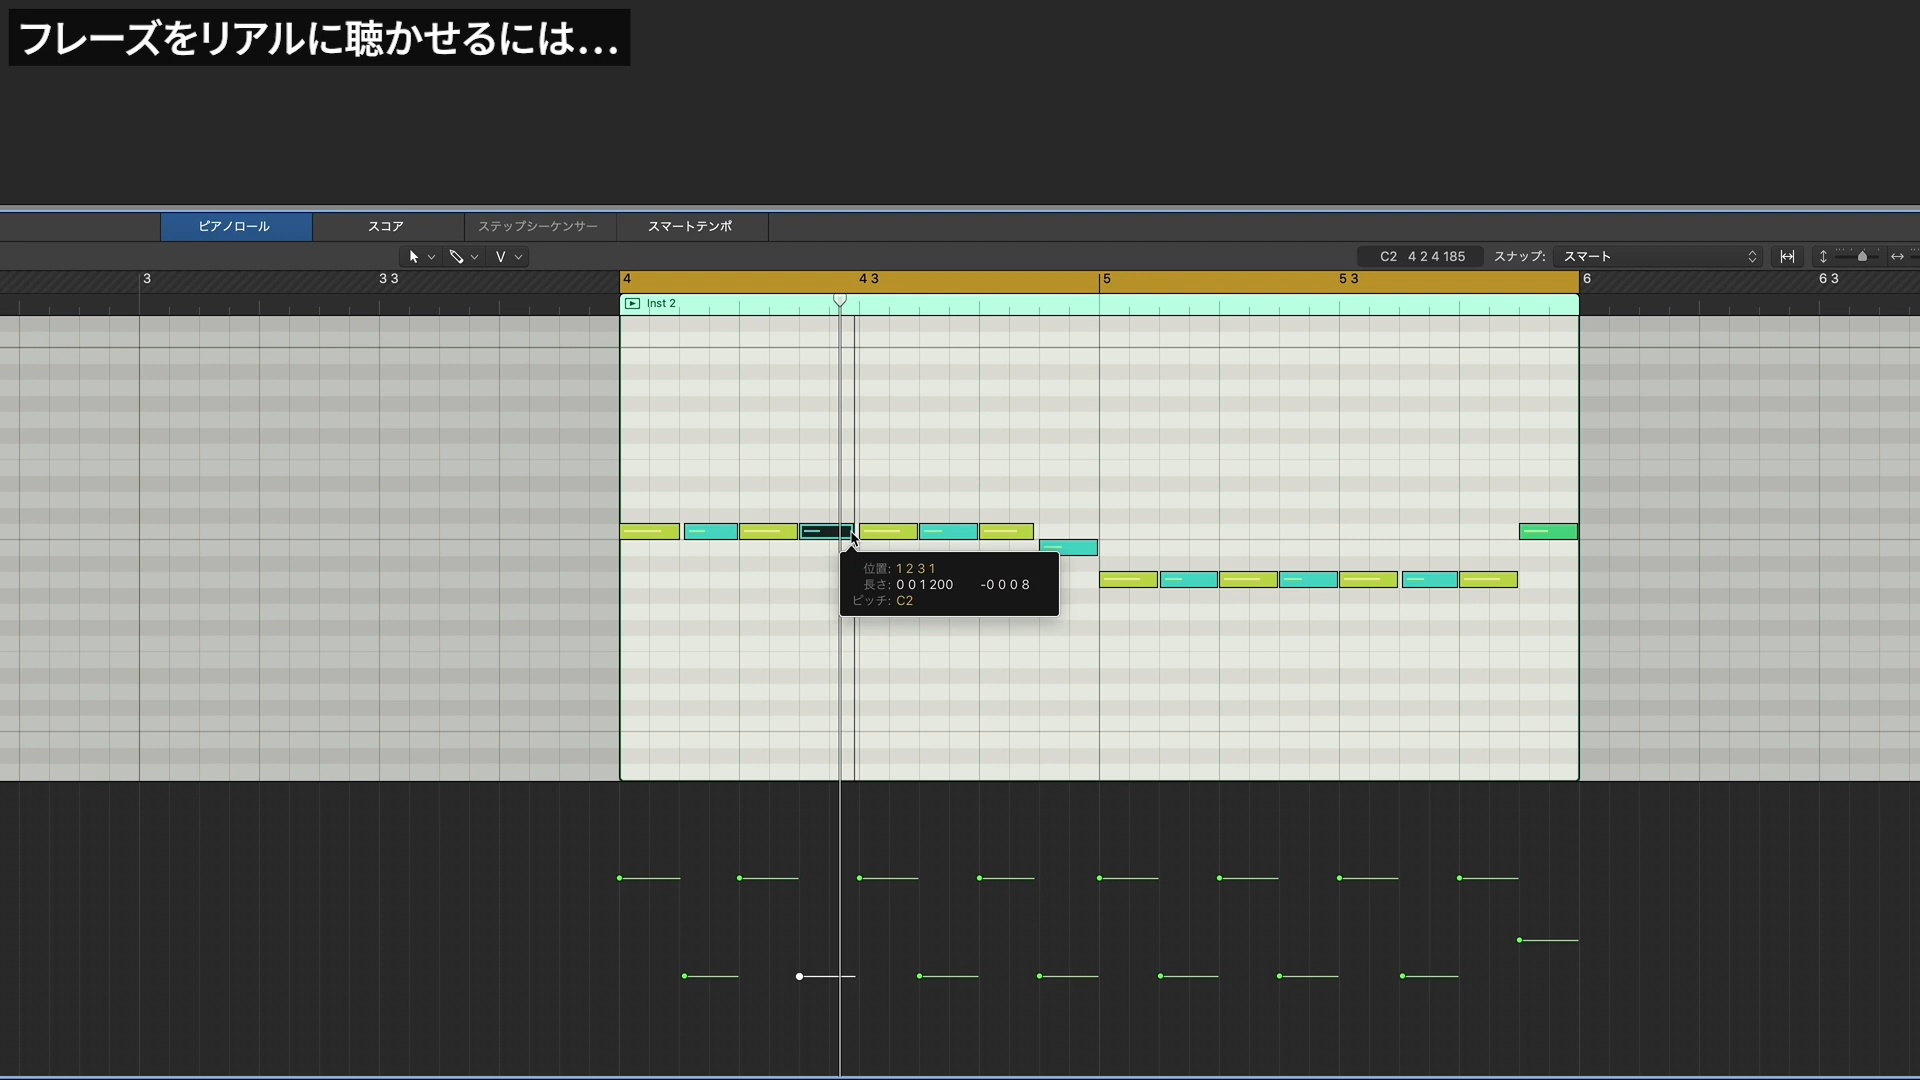 フレーズをリアルに聴かせるには...
ピアノロール
スコア
ステップシーケンサー
スマートテンポ
V
C2 4 2 4 185
スナップ:
スマート
3
3 3
4
4 3
5
5 3
6
6 3
Inst 2
位置: 1 2 3 1
長さ: 0 0 1 200 -0 0 0 8
ピッチ: C2